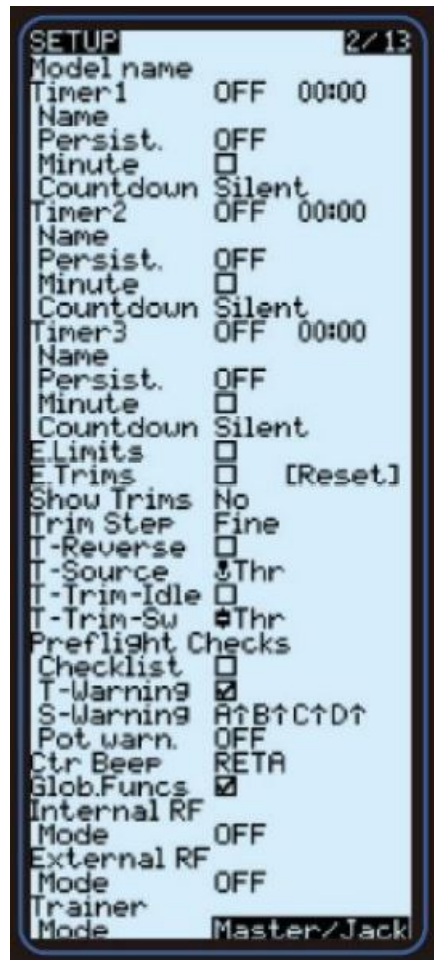 SETUP 2/13
Model name
Timer1 OFF 00:00
Name
Persist. OFF
Minute
Countdown Silent
Timer2 OFF 00:00
Name
Persist. OFF
Minute
Countdown Silent
Timer3 OFF 00:00
Name
Persist. OFF
Minute
Countdown Silent
E.Limits
E.Trims [Reset]
Show Trims No
Trim Step Fine
T-Reverse
T-Source Thr
T-Trim-Idle
T-Trim-Sw Thr
Preflight Checks
Checklist
T-Warning
S-Warning A↑B↑C↑D↑
Pot warn. OFF
Ctr Beep RETA
Glob.Funcs
Internal RF
Mode OFF
External RF
Mode OFF
Trainer
Mode Master/Jack